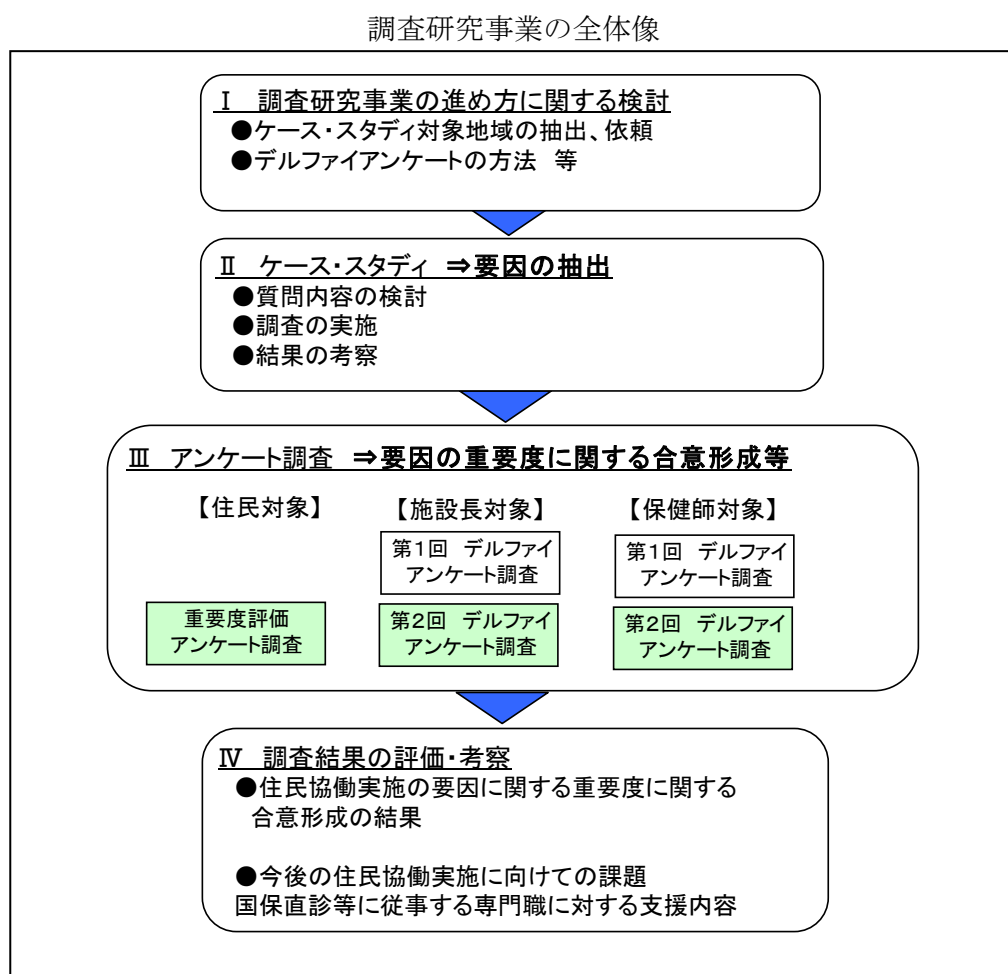 調査研究事業の全体像
Ⅰ 調査研究事業の進め方に関する検討
●ケース・スタディ対象地域の抽出、依頼
●デルファイアンケートの方法 等
Ⅱ ケース・スタディ ⇒要因の抽出
●質問内容の検討
●調査の実施
●結果の考察
Ⅲ アンケート調査 ⇒要因の重要度に関する合意形成等
【住民対象】
【施設長対象】
【保健師対象】
第1回 デルファイ
アンケート調査
第1回 デルファイ
アンケート調査
重要度評価
アンケート調査
第2回 デルファイ
アンケート調査
第2回 デルファイ
アンケート調査
Ⅳ 調査結果の評価・考察
●住民協働実施の要因に関する重要度に関する
合意形成の結果
●今後の住民協働実施に向けての課題
国保直診等に従事する専門職に対する支援内容